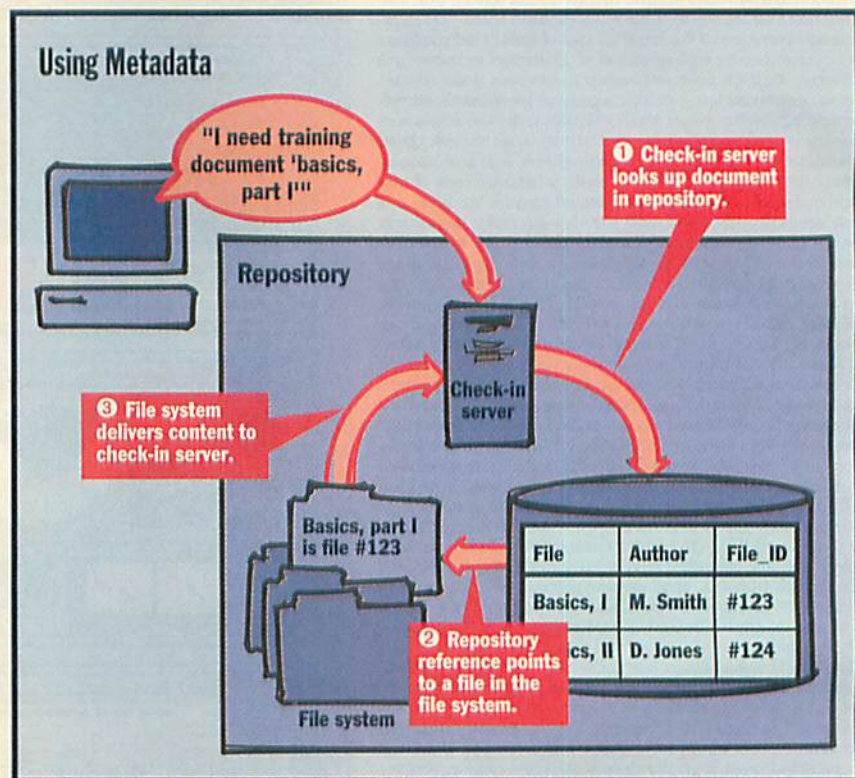 Using Metadata
"I need training
document 'basics,
part I'"
❶ Check-in server
looks up document
in repository.
Repository
Check-in
server
❸ File system
delivers content to
check-in server.
Basics, part I
is file #123
File Author File_ID
Basics, I M. Smith #123
ics, II D. Jones #124
❷ Repository
reference points
to a file in the
file system.
File system